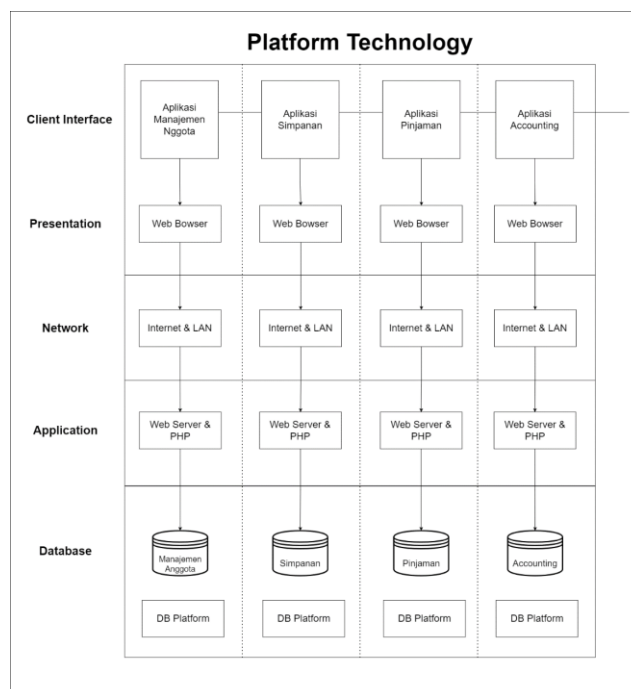 Platform Technology
Client Interface
Aplikasi
Manajemen
Nggota
Aplikasi
Simpanan
Aplikasi
Pinjaman
Aplikasi
Accounting
Presentation
Web Bowser
Web Bowser
Web Bowser
Web Bowser
Network
Internet & LAN
Internet & LAN
Internet & LAN
Internet & LAN
Application
Web Server &
PHP
Web Server &
PHP
Web Server &
PHP
Web Server &
PHP
Database
Manajemen
Anggota
Simpanan
Pinjaman
Accounting
DB Platform
DB Platform
DB Platform
DB Platform